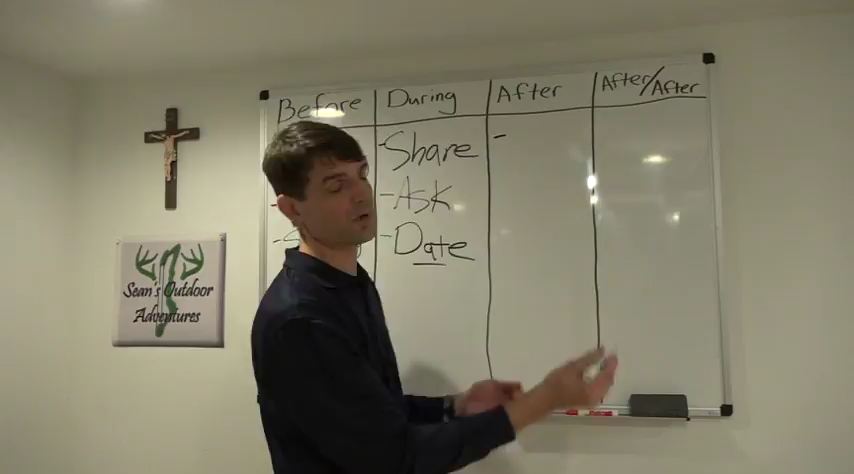 Before
During
After
After/After
-Share
-
-Ask
-Date
Sean's Outdoor
Adventures